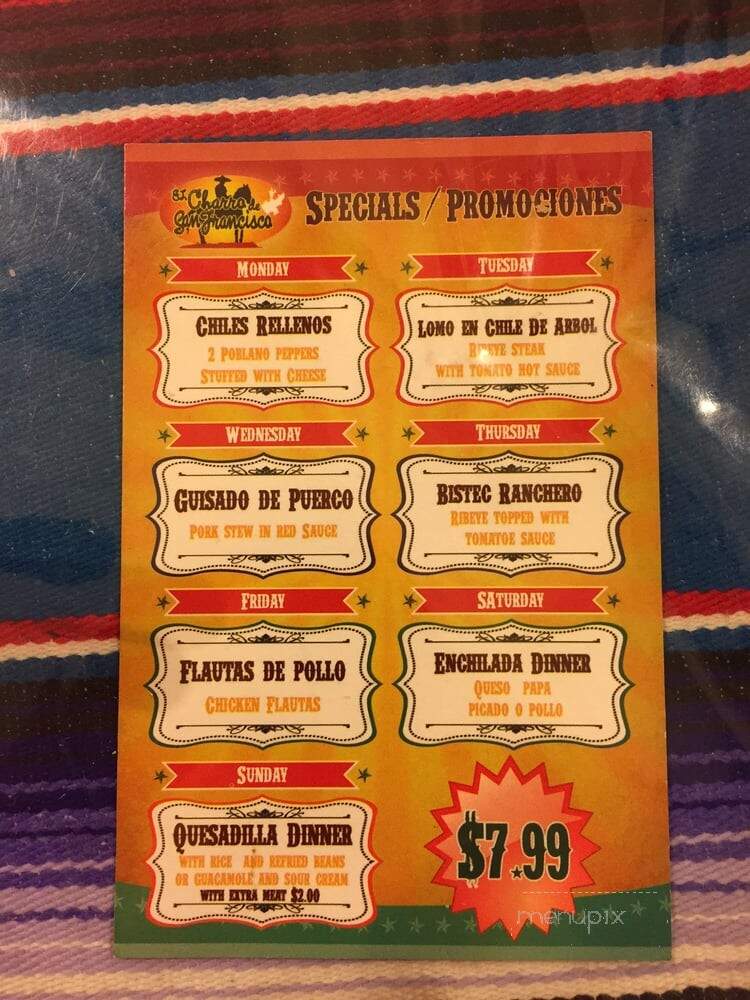 El Charro de
San Francisco
SPECIALS / PROMOCIONES
MONDAY
CHILES RELLENOS
2 POBLANO PEPPERS
STUFFED WITH CHEESE
TUESDAY
LOMO EN CHILE DE ARBOL
RIBEYE STEAK
WITH TOMATO HOT SAUCE
WEDNESDAY
GUISADO DE PUERCO
PORK STEW IN RED SAUCE
THURSDAY
BISTEC RANCHERO
RIBEYE TOPPED WITH
TOMATOE SAUCE
FRIDAY
FLAUTAS DE POLLO
CHICKEN FLAUTAS
SATURDAY
ENCHILADA DINNER
QUESO PAPA
PICADO O POLLO
SUNDAY
QUESADILLA DINNER
WITH RICE AND REFRIED BEANS
OR GUACAMOLE AND SOUR CREAM
WITH EXTRA MEAT $2.00
$7.99
menupix